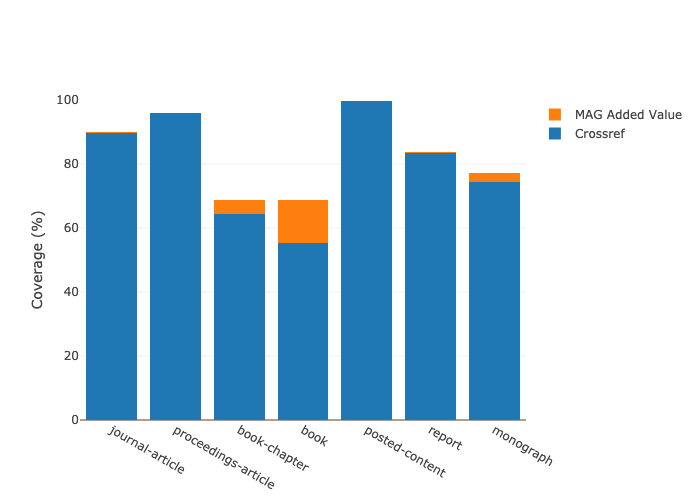 100
80
60
40
20
0
Coverage (%)
journal-article
proceedings-article
book-chapter
book
posted-content
report
monograph
MAG Added Value
Crossref